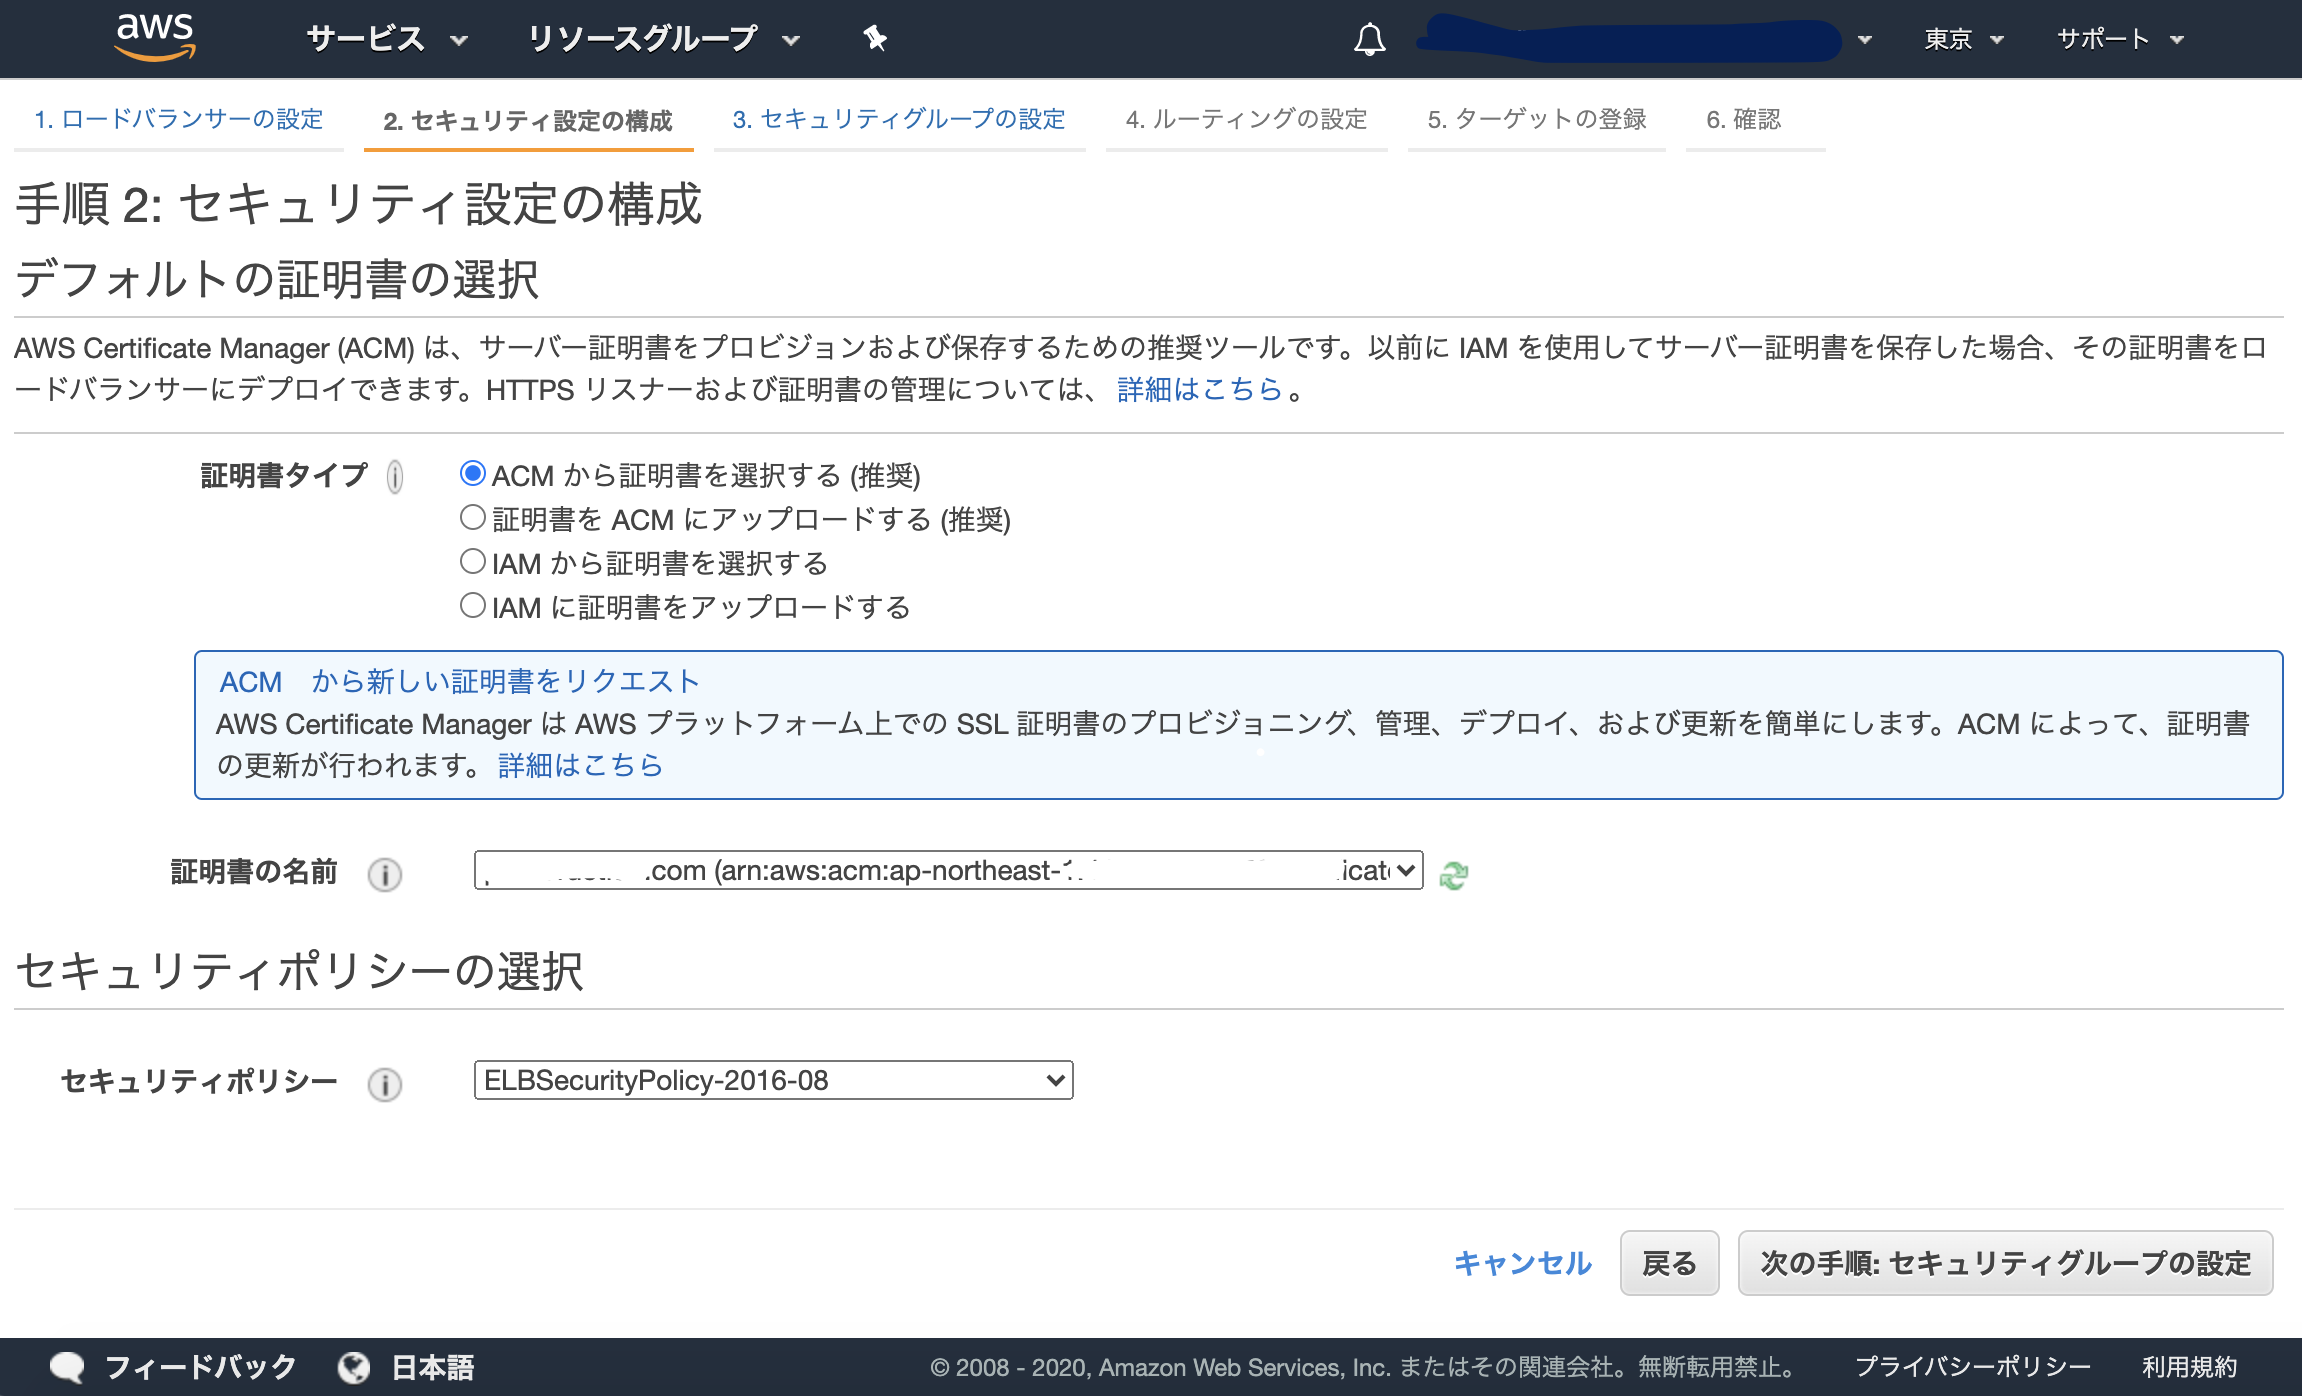 aws サービス リソースグループ 東京 サポート
1. ロードバランサーの設定 2. セキュリティ設定の構成 3. セキュリティグループの設定 4. ルーティングの設定 5. ターゲットの登録 6. 確認
手順 2: セキュリティ設定の構成
デフォルトの証明書の選択
AWS Certificate Manager (ACM) は、サーバー証明書をプロビジョンおよび保存するための推奨ツールです。以前に IAM を使用してサーバー証明書を保存した場合、その証明書をロ
ードバランサーにデプロイできます。HTTPS リスナーおよび証明書の管理については、 詳細はこちら 。
証明書タイプ i ACM から証明書を選択する (推奨)
証明書を ACM にアップロードする (推奨)
IAM から証明書を選択する
IAM に証明書をアップロードする
ACM　から新しい証明書をリクエスト
AWS Certificate Manager は AWS プラットフォーム上での SSL 証明書のプロビジョニング、管理、デプロイ、および更新を簡単にします。ACM によって、証明書
の更新が行われます。 詳細はこちら
証明書の名前 i .com (arn:aws:acm:ap-northeast-1:
セキュリティポリシーの選択
セキュリティポリシー i ELBSecurityPolicy-2016-08
キャンセル 戻る 次の手順: セキュリティグループの設定
フィードバック 日本語 © 2008 - 2020, Amazon Web Services, Inc. またはその関連会社。無断転用禁止。 プライバシーポリシー 利用規約